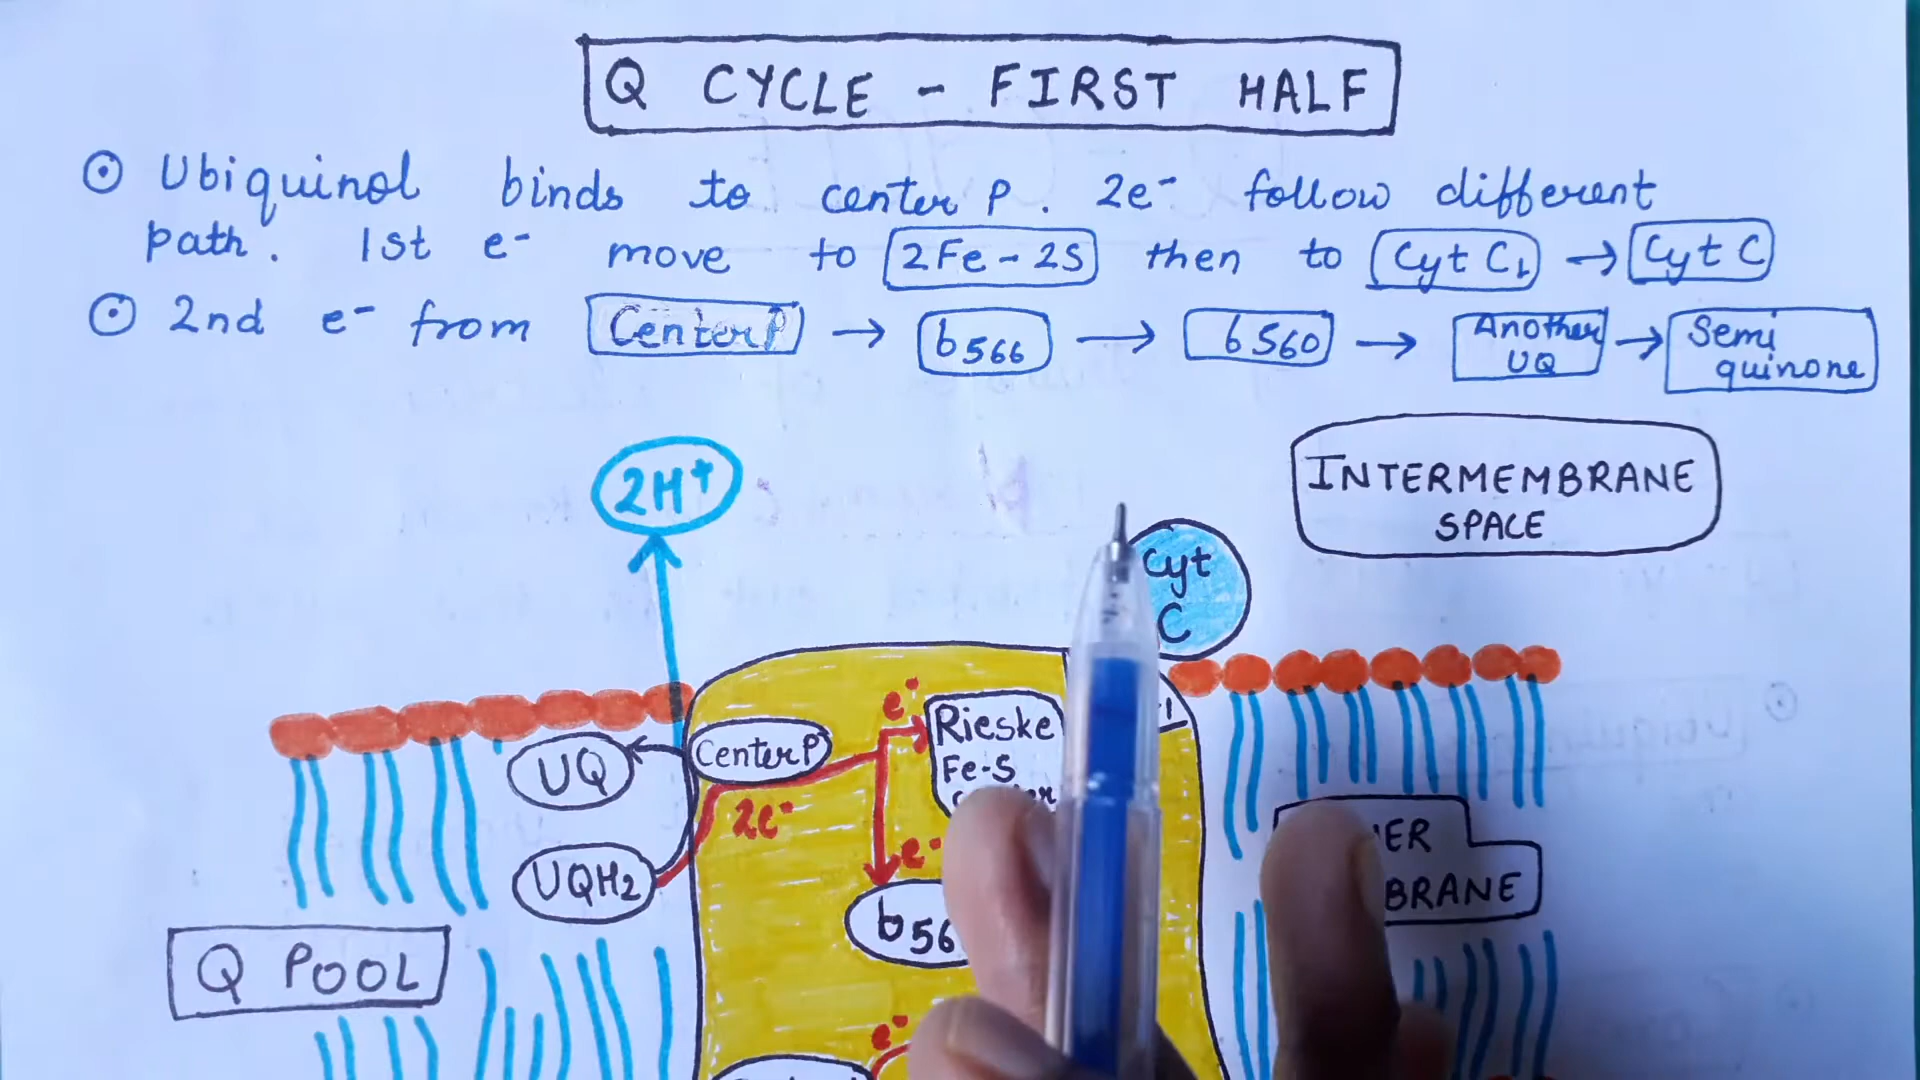 Q CYCLE - FIRST HALF
Ubiquinol binds to center P. 2e⁻ follow different
path. 1st e⁻ move to 2Fe-2S then to Cyt C₁ → Cyt C
2nd e⁻ from Center P → b566 → b560 → Another UQ → Semi quinone
2H⁺
INTERMEMBRANE
SPACE
Cyt
C
e⁻
Rieske
Fe-S
Center P
UQ
2e⁻
e⁻
UQH2
b56
Q POOL
e⁻